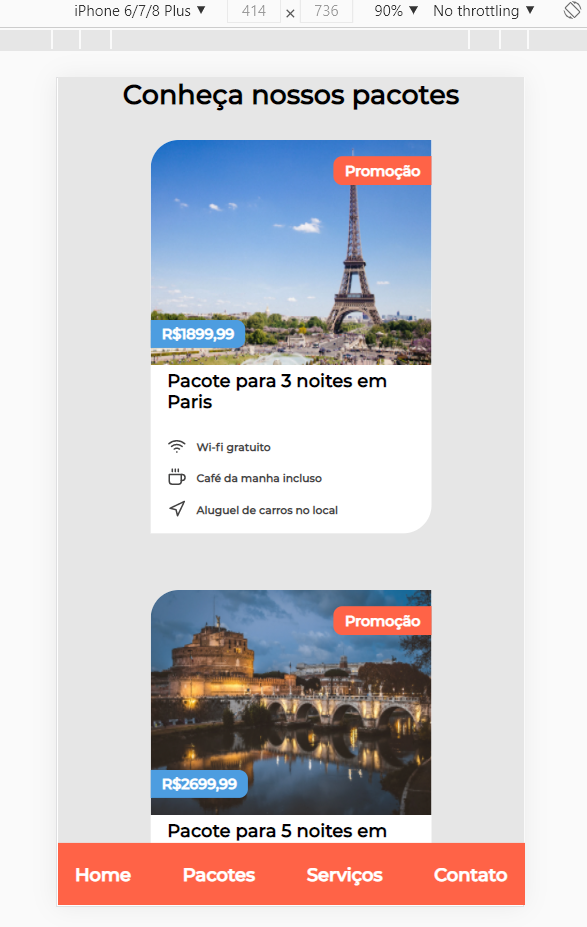 iPhone 6/7/8 Plus ▼ 414 × 736 90% ▼ No throttling ▼
Conheça nossos pacotes
Promoção
R$1899,99
Pacote para 3 noites em
Paris
Wi-fi gratuito
Café da manha incluso
Aluguel de carros no local
Promoção
R$2699,99
Pacote para 5 noites em
Home Pacotes Serviços Contato